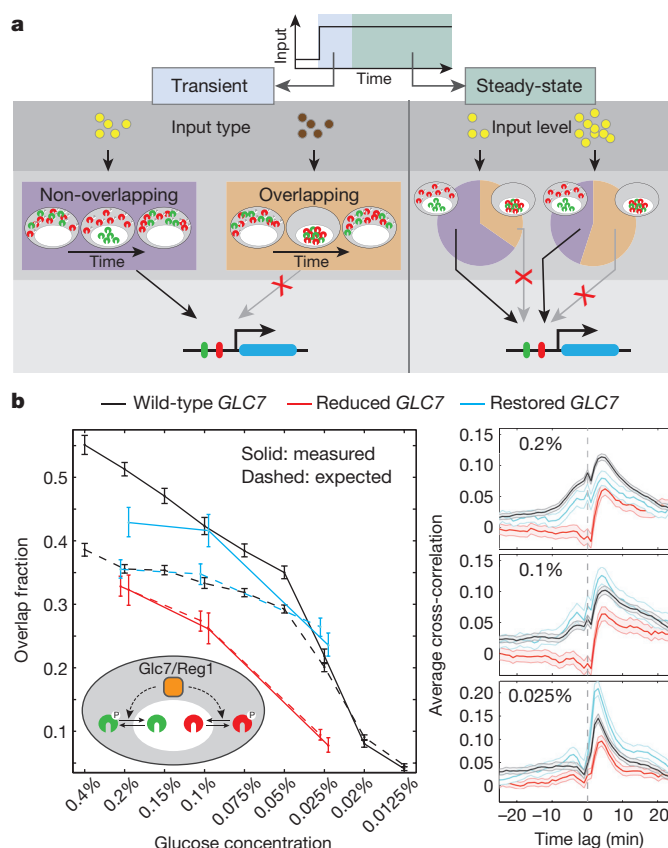 a
Input
Time
Transient
Steady-state
Input type
Input level
Non-overlapping
Overlapping
Time
Time
X
X
X
b
Wild-type GLC7
Reduced GLC7
Restored GLC7
Solid: measured
Dashed: expected
Overlap fraction
0.5
0.4
0.3
0.2
0.1
Glc7/Reg1
P
P
0.4%
0.2%
0.15%
0.1%
0.075%
0.05%
0.025%
0.02%
0.0125%
Glucose concentration
Average cross-correlation
0.2%
0.10
0.05
0
0.1%
0.10
0.05
0
0.025%
0.20
0.15
0.10
0.05
0
−20
−10
0
10
20
Time lag (min)